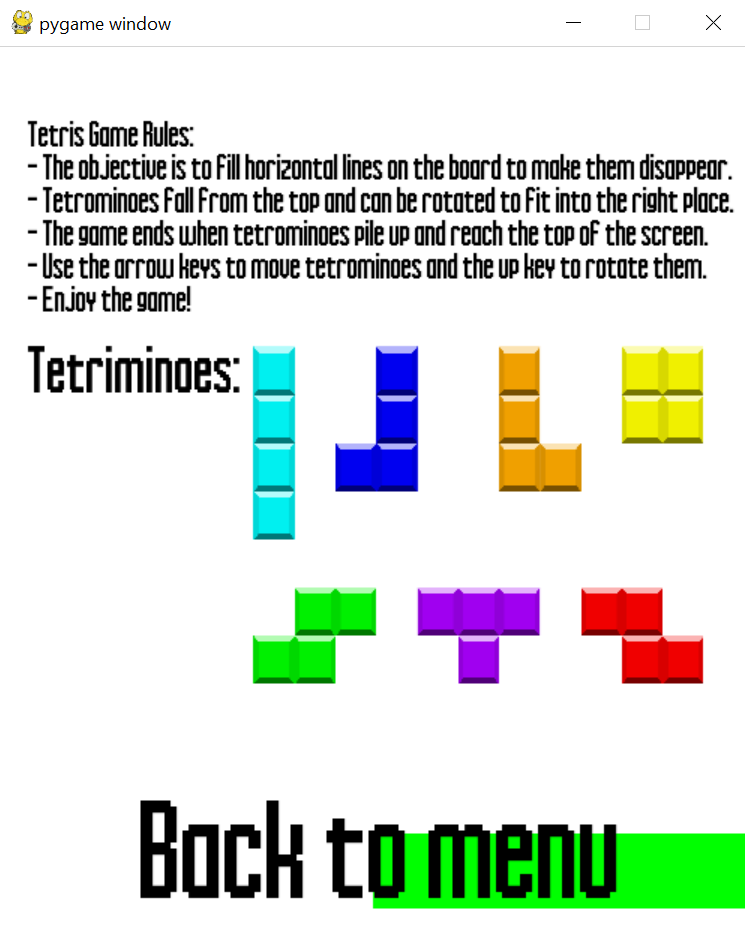 pygame window
Tetris Game Rules:
- The objective is to fill horizontal lines on the board to make them disappear.
- Tetrominoes fall from the top and can be rotated to fit into the right place.
- The game ends when tetrominoes pile up and reach the top of the screen.
- Use the arrow keys to move tetrominoes and the up key to rotate them.
- Enjoy the game!
Tetriminoes:
Back to menu